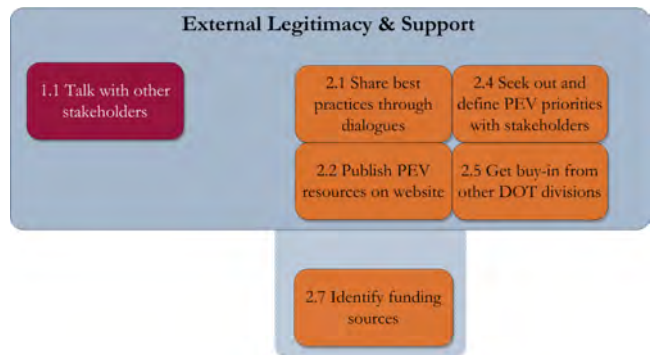 External Legitimacy & Support
1.1 Talk with other
stakeholders
2.1 Share best
practices through
dialogues
2.4 Seek out and
define PEV priorities
with stakeholders
2.2 Publish PEV
resources on website
2.5 Get buy-in from
other DOT divisions
2.7 Identify funding
sources